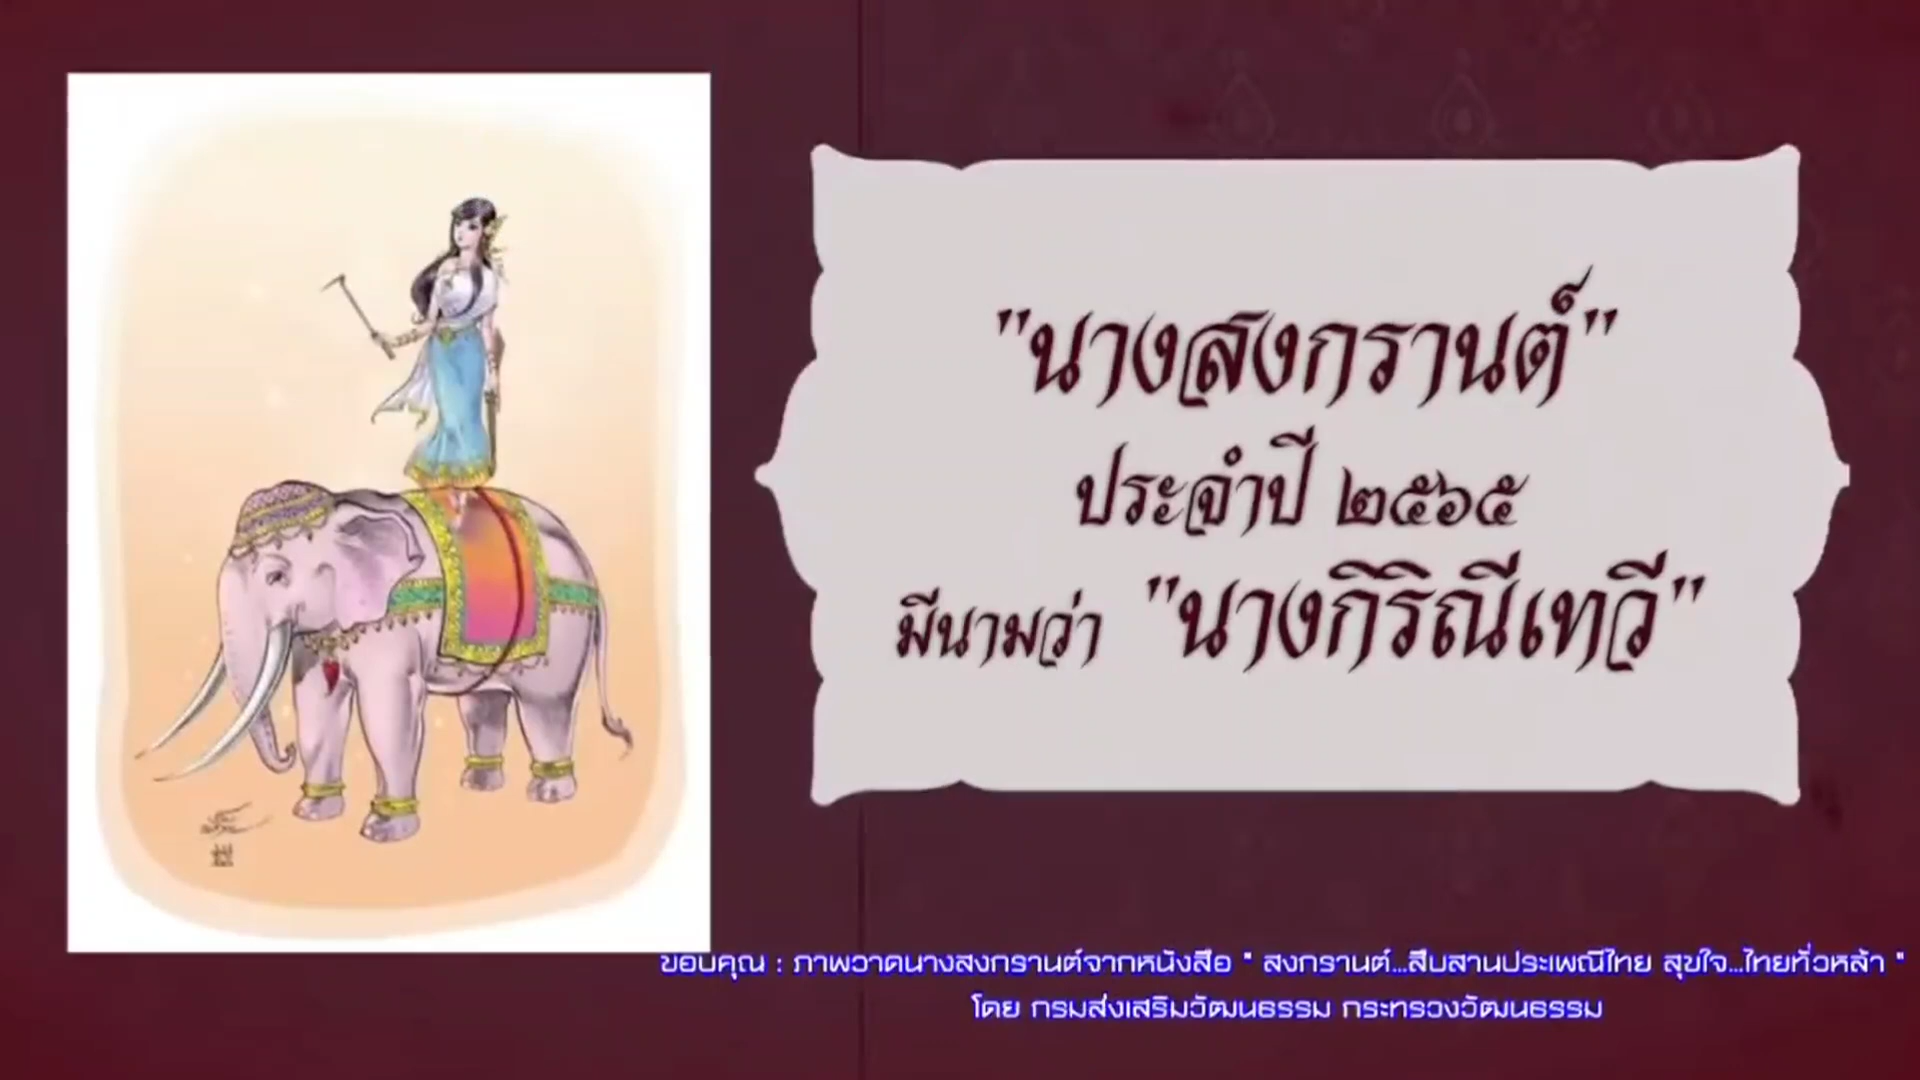 "นางสงกรานต์"
ประจำปี ๒๕๖๕
มีนามว่า "นางกิริณีเทวี"
ขอบคุณ : ภาพวาดนางสงกรานต์จากหนังสือ " สงกรานต์...สืบสานประเพณีไทย สุขใจ...ไทยทั่วหล้า "
โดย กรมส่งเสริมวัฒนธรรม กระทรวงวัฒนธรรม